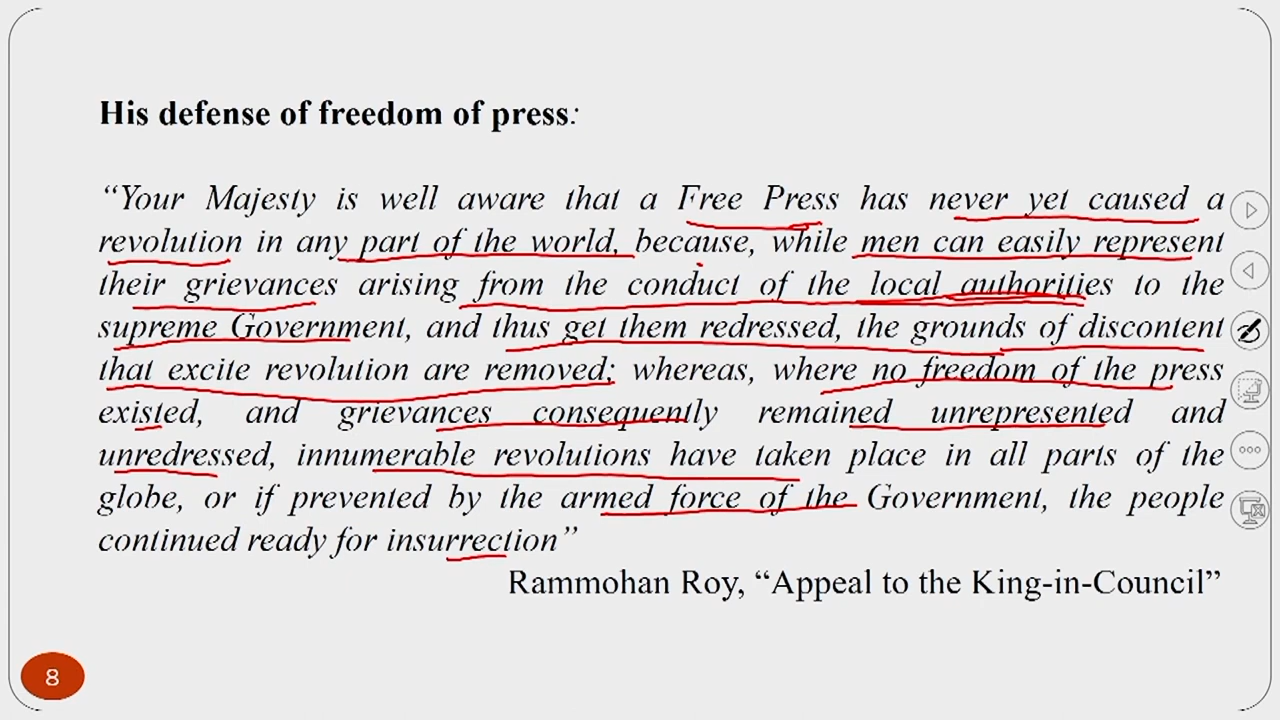 His defense of freedom of press:
“Your Majesty is well aware that a Free Press has never yet caused a
revolution in any part of the world, because, while men can easily represent
their grievances arising from the conduct of the local authorities to the
supreme Government, and thus get them redressed, the grounds of discontent
that excite revolution are removed; whereas, where no freedom of the press
existed, and grievances consequently remained unrepresented and
unredressed, innumerable revolutions have taken place in all parts of the
globe, or if prevented by the armed force of the Government, the people
continued ready for insurrection”
Rammohan Roy, “Appeal to the King-in-Council”
8